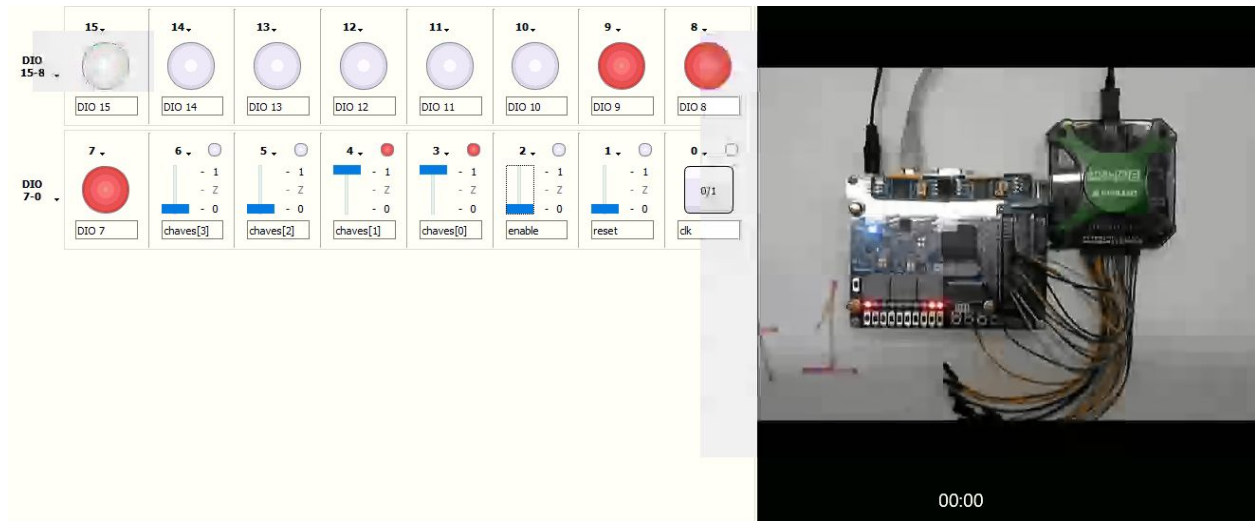 15 14 13 12 11 10 9 8
DIO
15-8
DIO 15 DIO 14 DIO 13 DIO 12 DIO 11 DIO 10 DIO 9 DIO 8
7 6 5 4 3 2 1 0
- 1 - 1 - 1 - 1 - 1 - 1
DIO
7-0
- Z - Z - Z - Z - Z - Z 0/1
- 0 - 0 - 0 - 0 - 0 - 0
DIO 7 chaves[3] chaves[2] chaves[1] chaves[0] enable reset clk
00:00